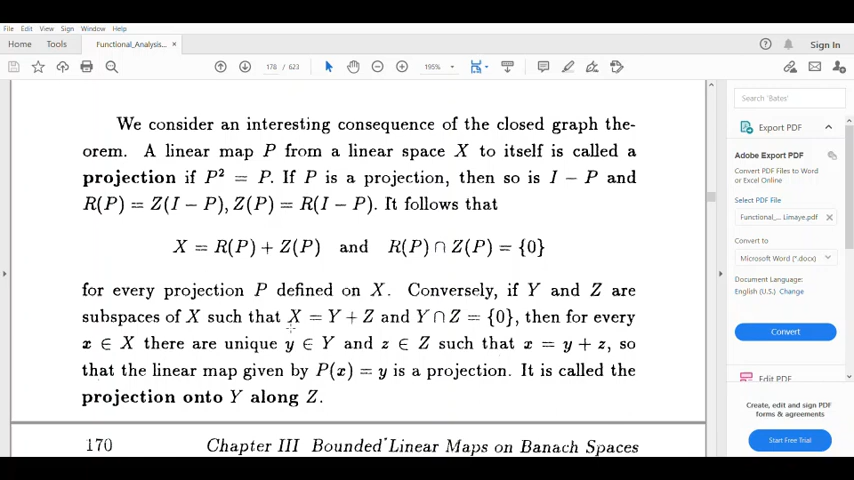 File Edit View Sign Window Help
Home Tools Functional_Analysis... × Sign In
178 / 623 195%
We consider an interesting consequence of the closed graph the-
orem. A linear map P from a linear space X to itself is called a
projection if P² = P. If P is a projection, then so is I − P and
R(P) = Z(I − P), Z(P) = R(I − P). It follows that
X = R(P) + Z(P) and R(P) ∩ Z(P) = {0}
for every projection P defined on X. Conversely, if Y and Z are
subspaces of X such that X = Y + Z and Y ∩ Z = {0}, then for every
x ∈ X there are unique y ∈ Y and z ∈ Z such that x = y + z, so
that the linear map given by P(x) = y is a projection. It is called the
projection onto Y along Z.
170 Chapter III Bounded Linear Maps on Banach Spaces
Search 'Bates'
Export PDF
Adobe Export PDF
Convert PDF Files to Word
or Excel Online
Select PDF File
Functional_... Limaye.pdf ×
Convert to
Microsoft Word (*.docx)
Document Language:
English (U.S.) Change
Convert
Edit PDF
Create, edit and sign PDF
forms & agreements
Start Free Trial